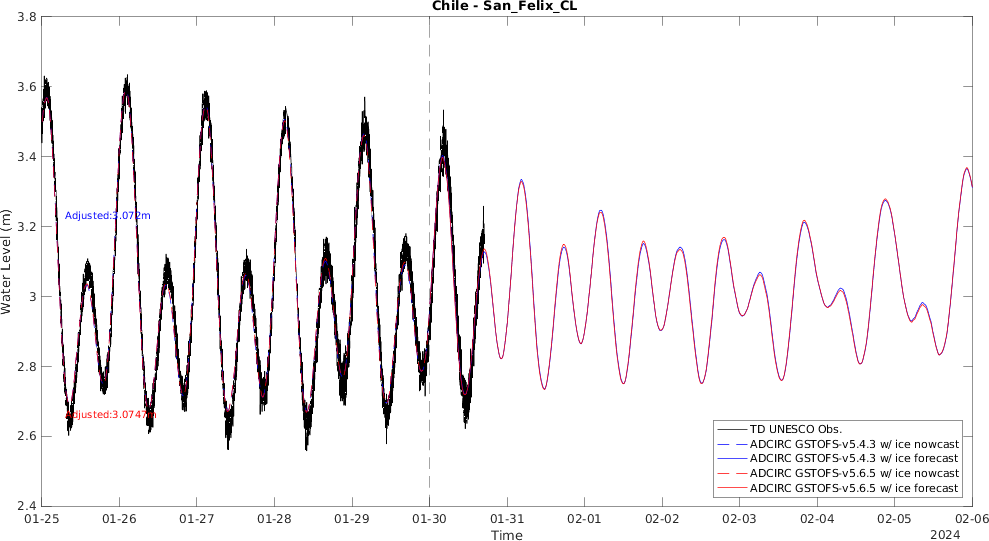 Chile - San_Felix_CL
3.8
3.6
3.4
3.2
3
2.8
2.6
2.4
Water Level (m)
Adjusted:3.072m
Adjusted:3.0747m
TD UNESCO Obs.
ADCIRC GSTOFS-v5.4.3 w/ ice nowcast
ADCIRC GSTOFS-v5.4.3 w/ ice forecast
ADCIRC GSTOFS-v5.6.5 w/ ice nowcast
ADCIRC GSTOFS-v5.6.5 w/ ice forecast
01-25 01-26 01-27 01-28 01-29 01-30 01-31 02-01 02-02 02-03 02-04 02-05 02-06
Time
2024